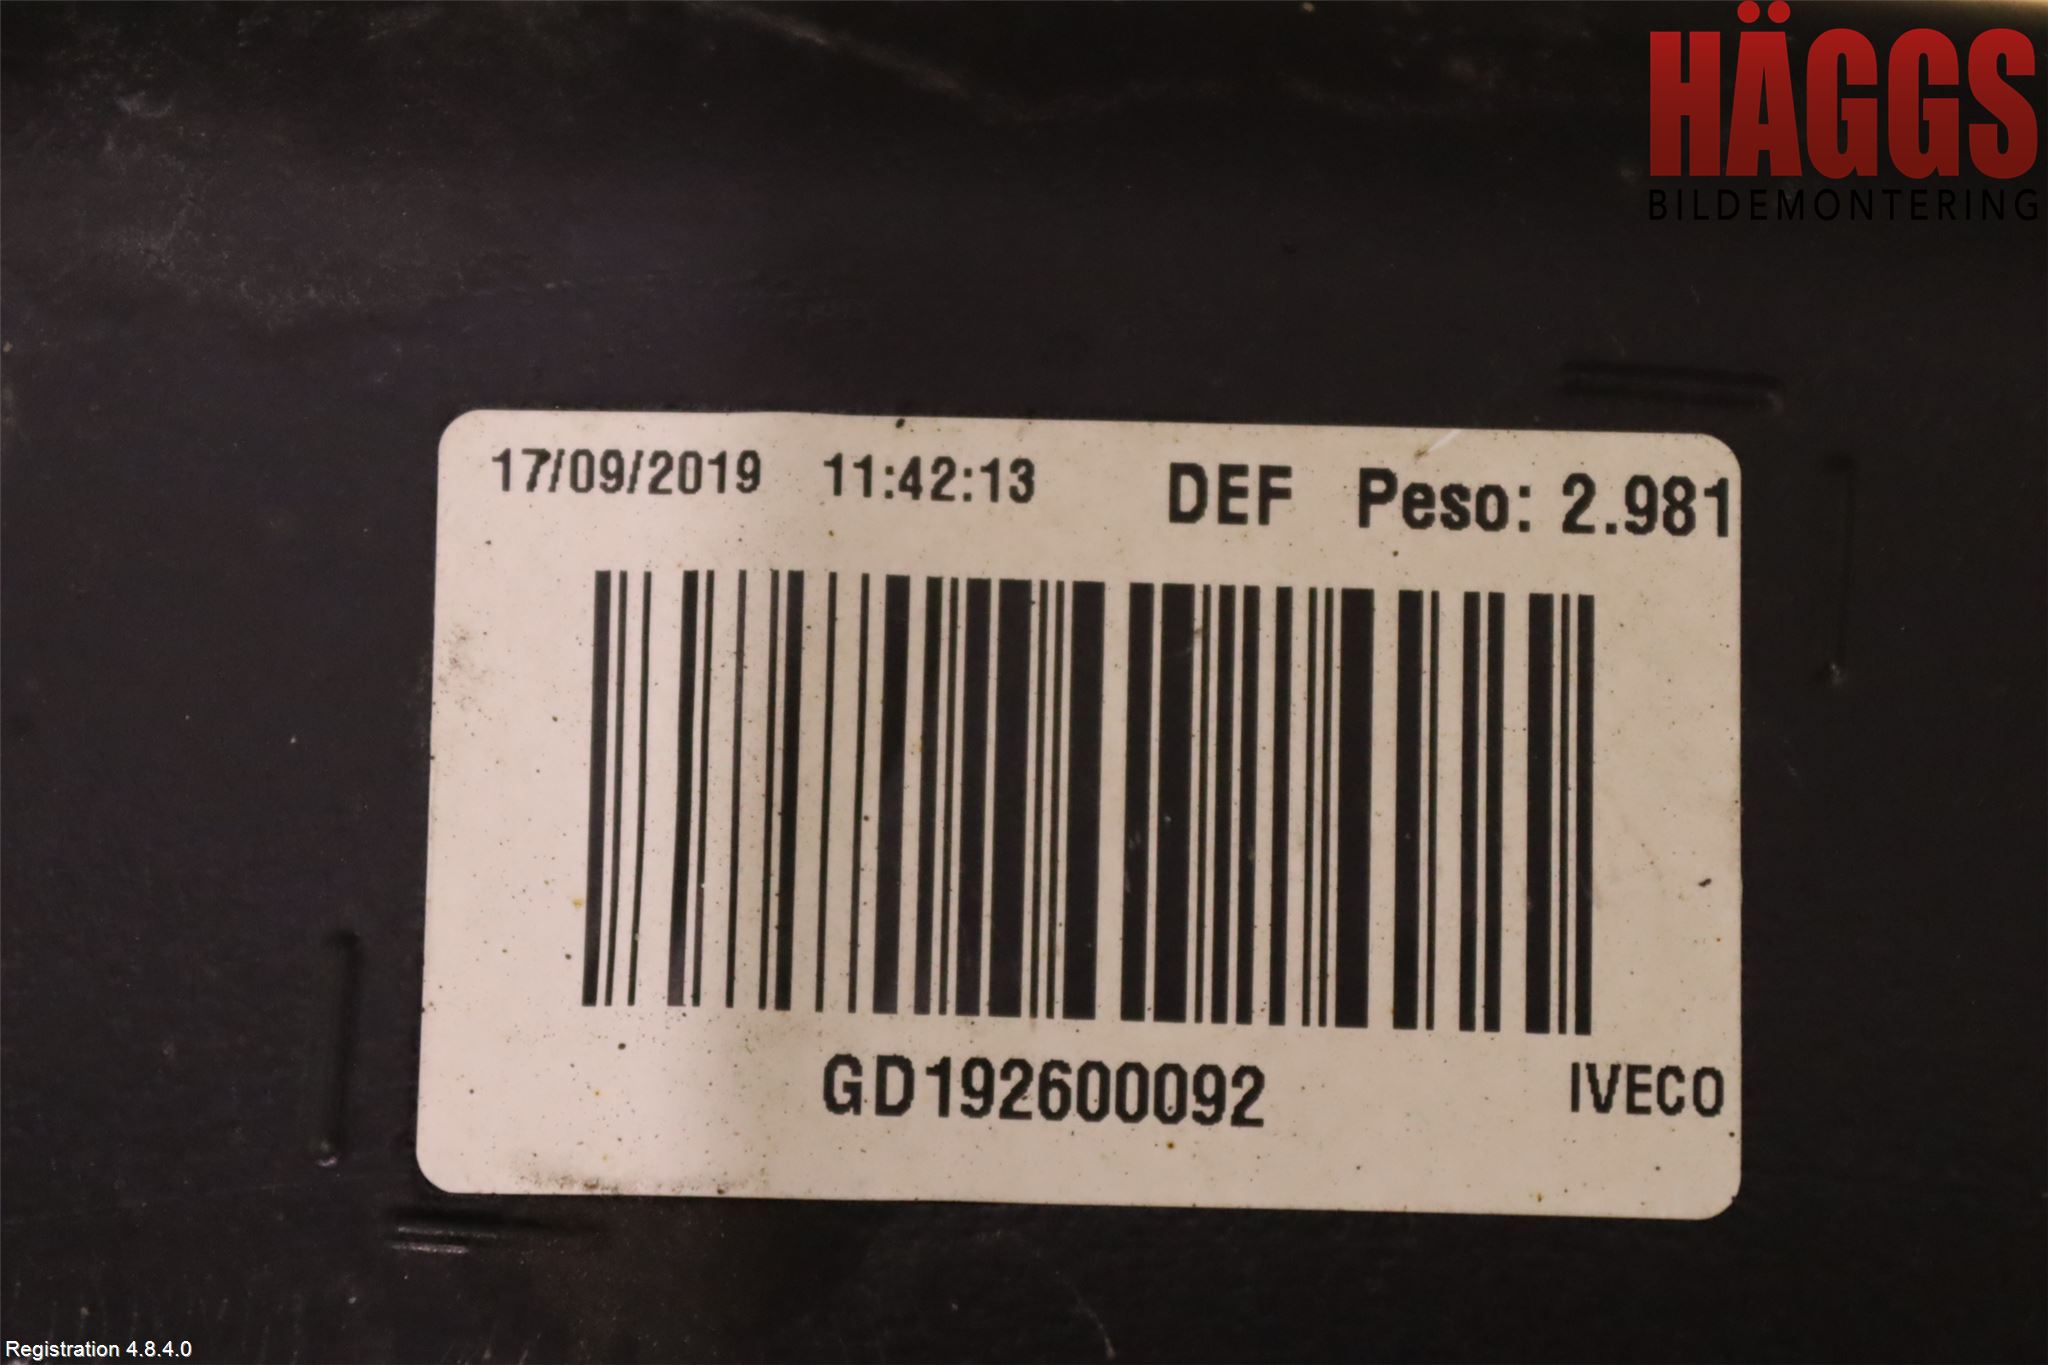 HÄGGS
BILDEMONTERING
17/09/2019 11:42:13 DEF Peso: 2.981
GD192600092 IVECO
Registration 4.8.4.0